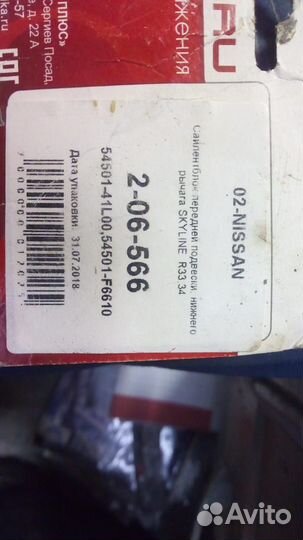 ПЛЮС»
Сергиев Посад,
д. 22 А
-57
ka.ru
RU
жения
02-NISSAN
Сайлентблок передней подвески, нижнего
рычага SKYLINE R33.34
2-06-566
54501-41L00,54501-F6610
Дата упаковки: 31.07.2018
Avito